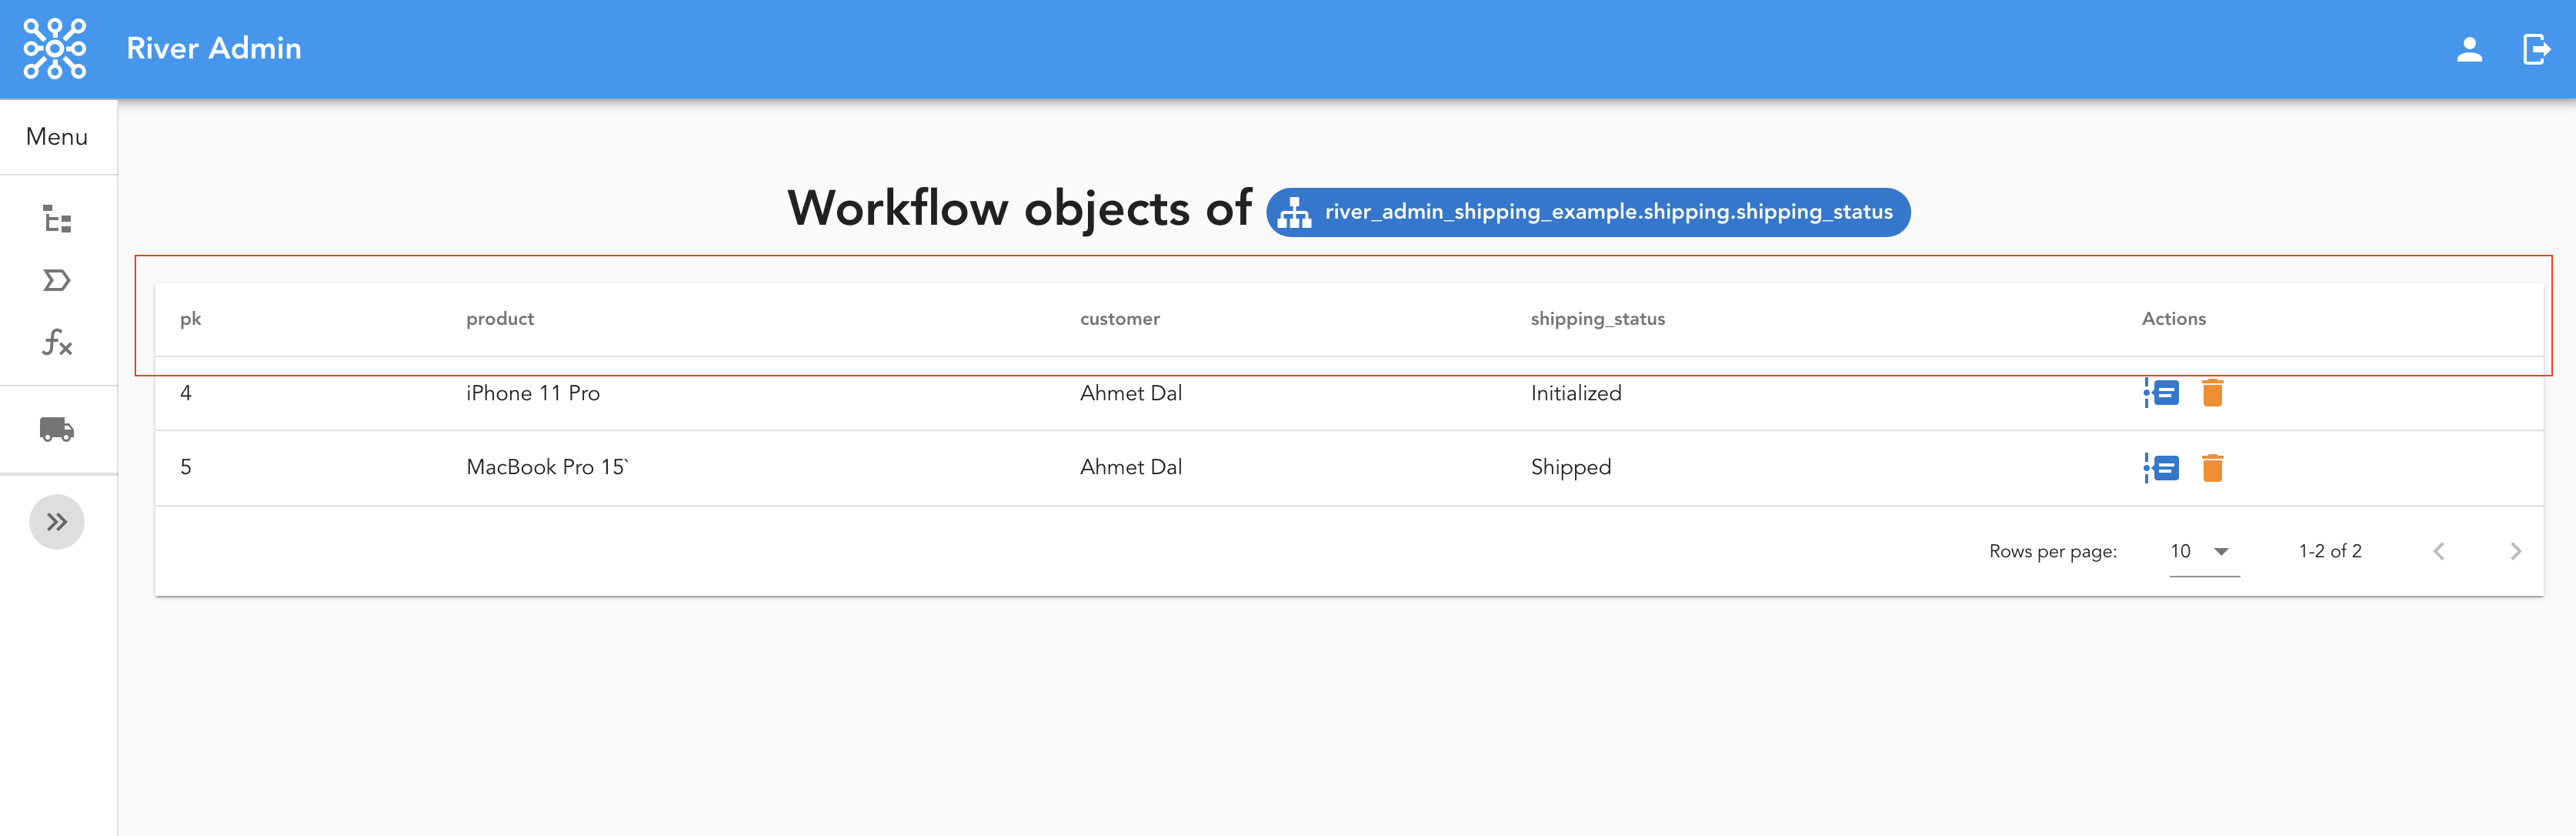 River Admin
Menu
Workflow objects of river_admin_shipping_example.shipping.shipping_status
pk product customer shipping_status Actions
4 iPhone 11 Pro Ahmet Dal Initialized
5 MacBook Pro 15` Ahmet Dal Shipped
Rows per page: 10 1-2 of 2